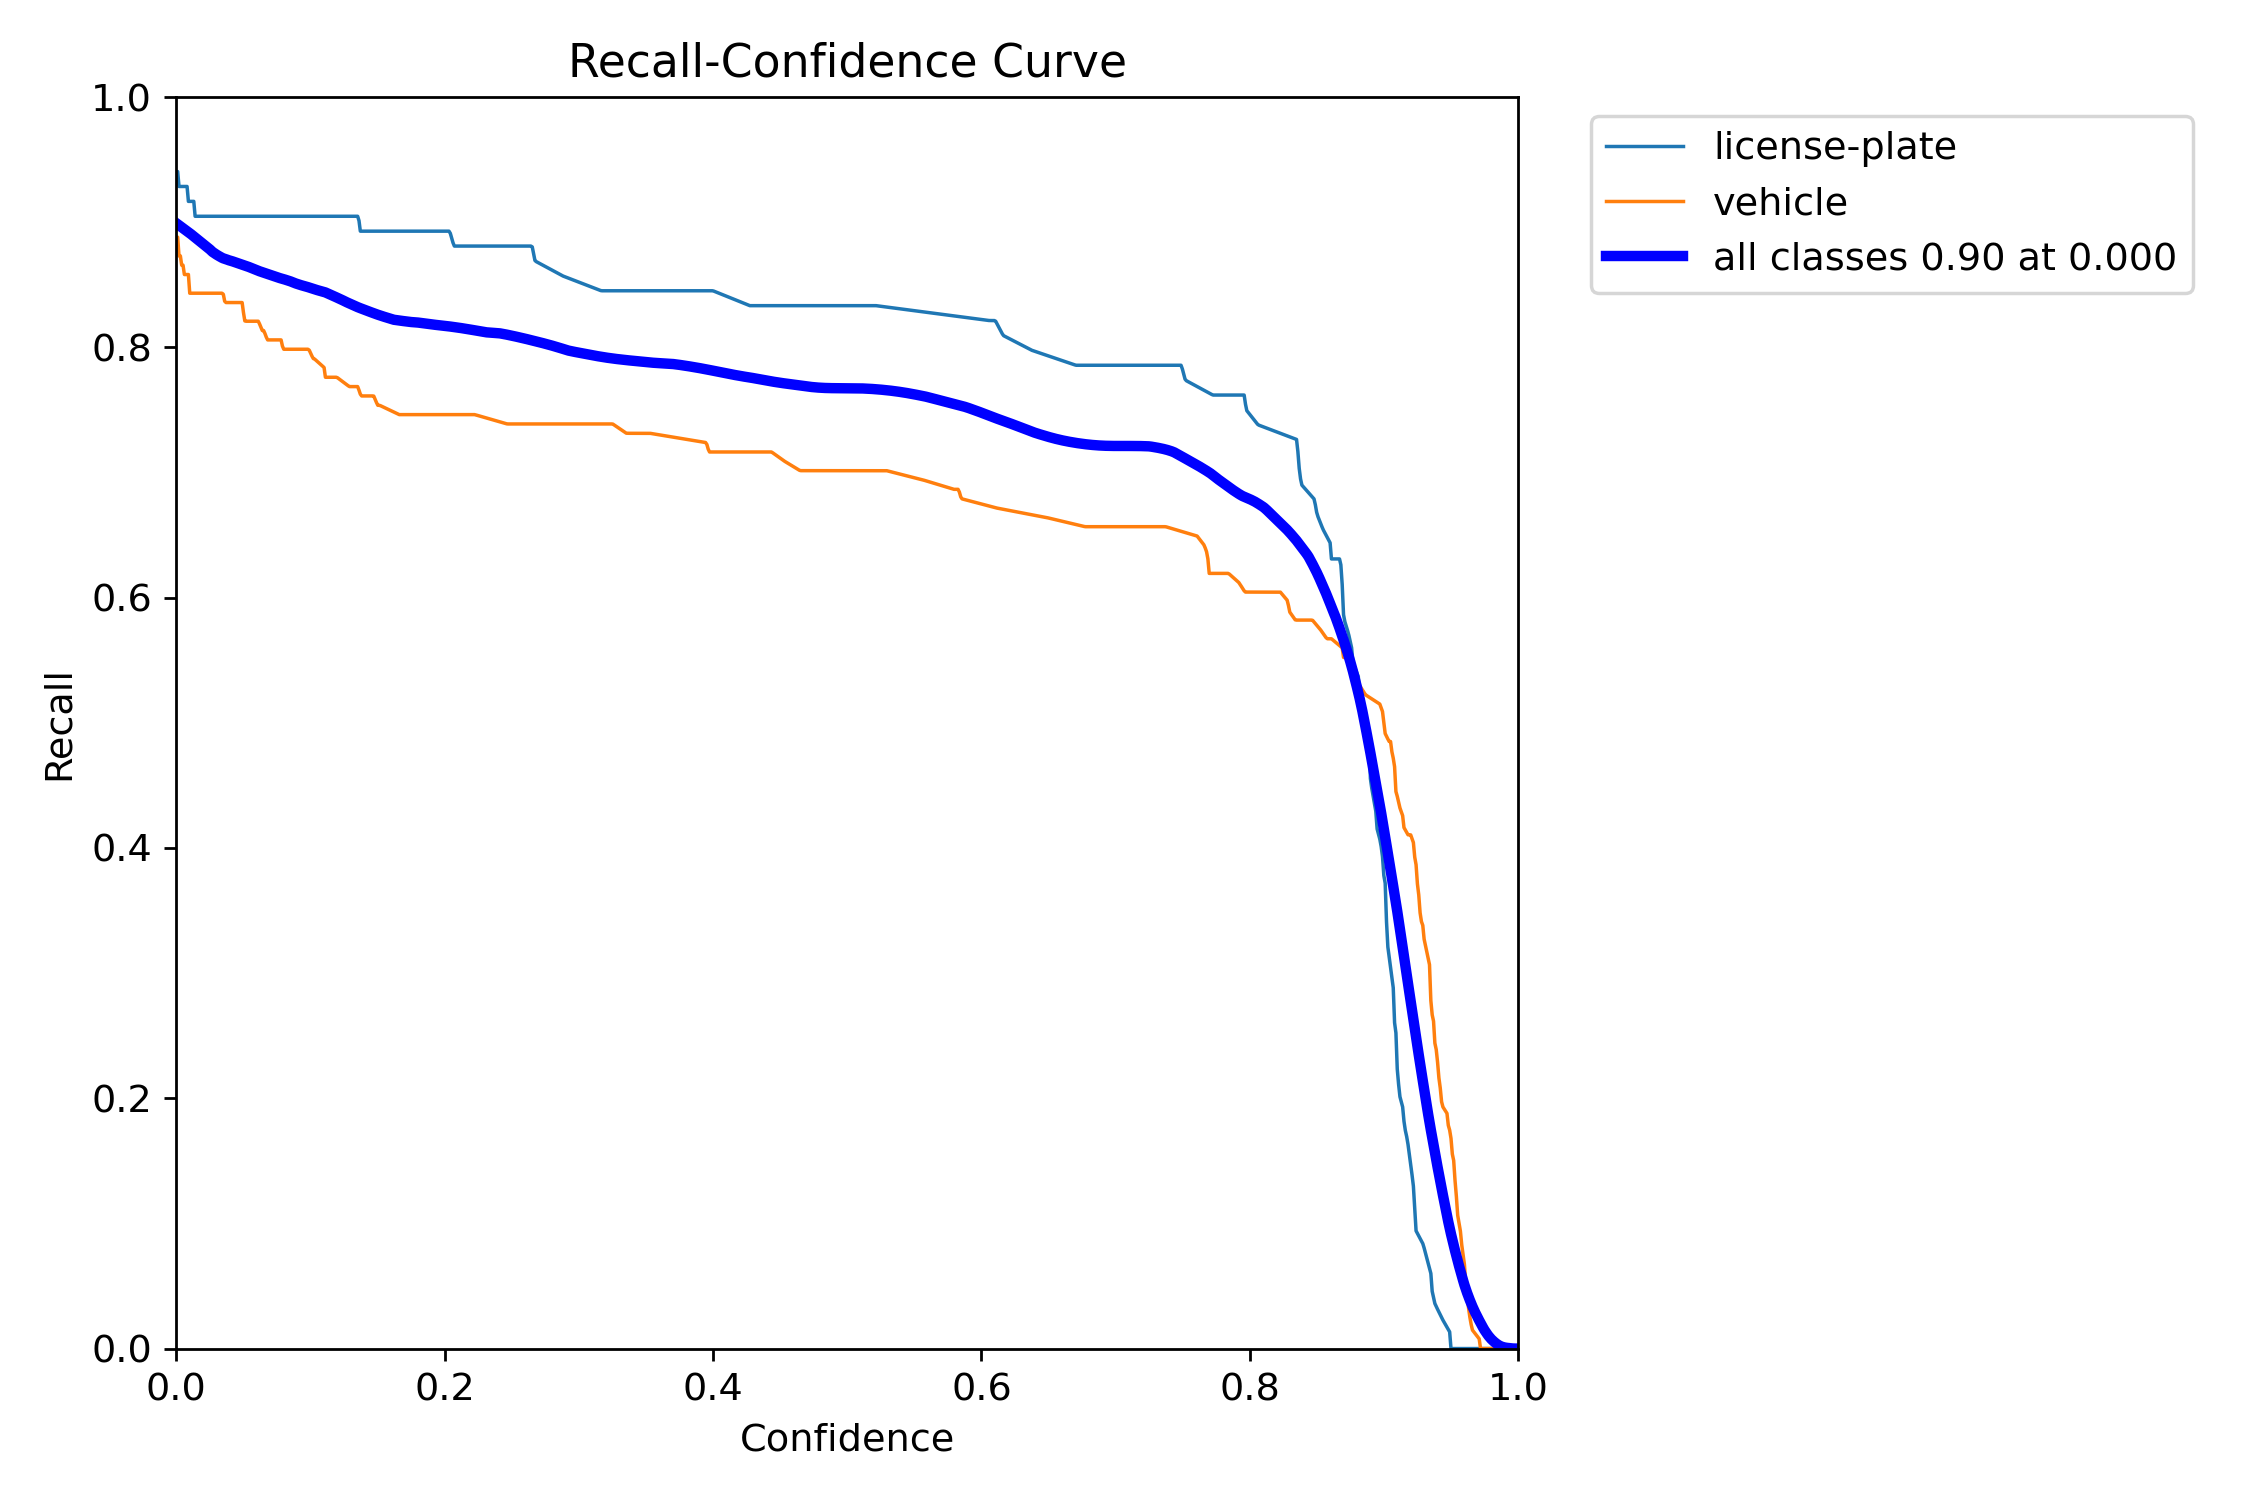 Recall-Confidence Curve
1.0
0.8
0.6
0.4
0.2
0.0
Recall
0.0 0.2 0.4 0.6 0.8 1.0
Confidence
license-plate
vehicle
all classes 0.90 at 0.000